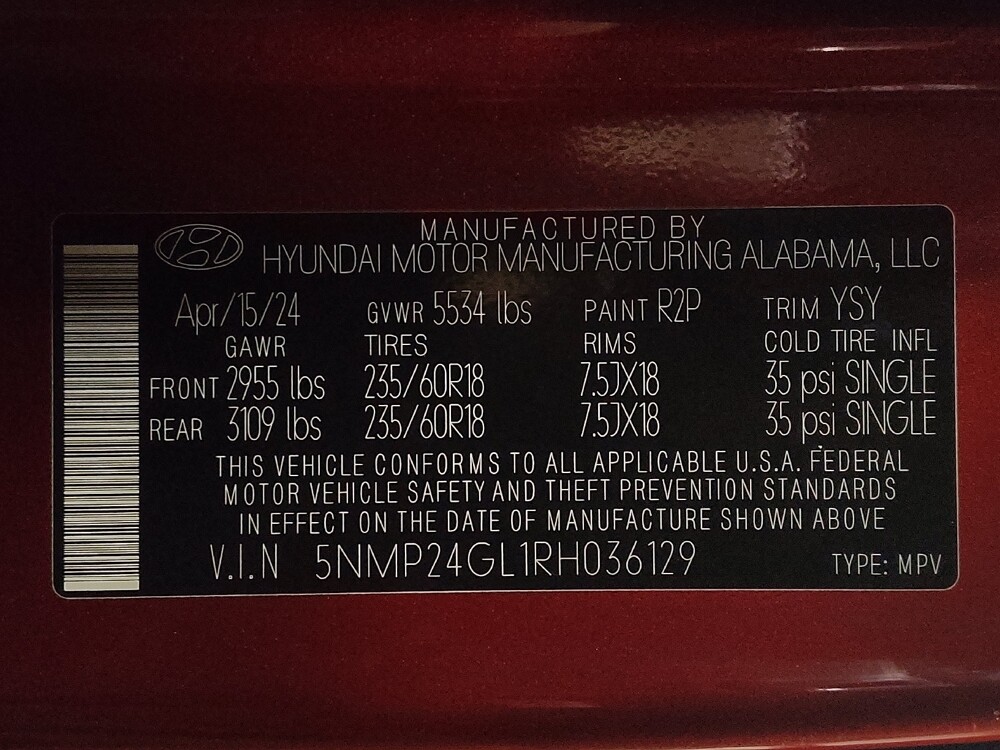 MANUFACTURED BY
HYUNDAI MOTOR MANUFACTURING ALABAMA, LLC
Apr/15/24 GVWR 5534 lbs PAINT R2P TRIM YSY
GAWR TIRES RIMS COLD TIRE INFL
FRONT 2955 lbs 235/60R18 7.5JX18 35 psi SINGLE
REAR 3109 lbs 235/60R18 7.5JX18 35 psi SINGLE
THIS VEHICLE CONFORMS TO ALL APPLICABLE U.S.A. FEDERAL
MOTOR VEHICLE SAFETY AND THEFT PREVENTION STANDARDS
IN EFFECT ON THE DATE OF MANUFACTURE SHOWN ABOVE
V.I.N 5NMP24GL1RH036129 TYPE: MPV